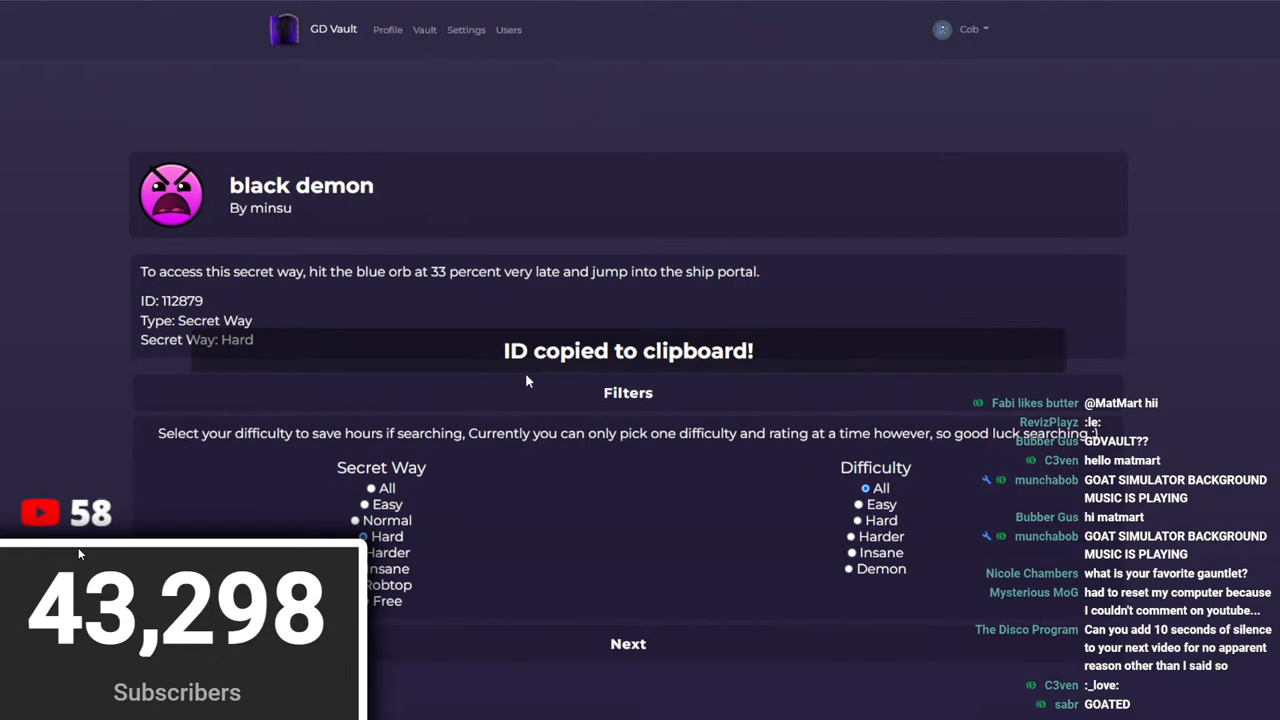 GD Vault Profile Vault Settings Users Cob
black demon
By minsu
To access this secret way, hit the blue orb at 33 percent very late and jump into the ship portal.
ID: 112879
Type: Secret Way
Secret Way: Hard
ID copied to clipboard!
Filters
Select your difficulty to save hours if searching, Currently you can only pick one difficulty and rating at a time however, so good luck searching :)
Secret Way
All
Easy
Normal
Hard
Harder
Insane
Robtop
Free
Difficulty
All
Easy
Hard
Harder
Insane
Demon
Next
58
43,298
Subscribers
Fabi likes butter @MatMart hii
RevizPlayz :le:
Bubber Gus GDVAULT??
C3ven hello matmart
munchabob GOAT SIMULATOR BACKGROUND
MUSIC IS PLAYING
Bubber Gus hi matmart
munchabob GOAT SIMULATOR BACKGROUND
MUSIC IS PLAYING
Nicole Chambers what is your favorite gauntlet?
Mysterious MoG had to reset my computer because
I couldn't comment on youtube...
The Disco Program Can you add 10 seconds of silence
to your next video for no apparent
reason other than I said so
C3ven :_love:
sabr GOATED